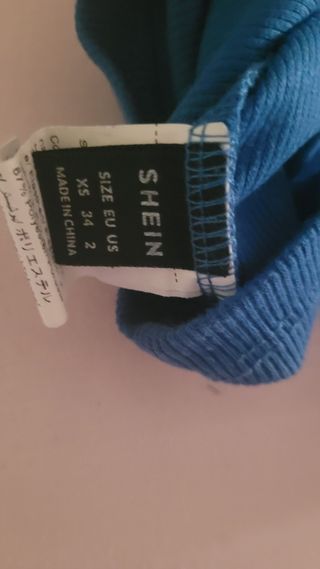 SHEIN
SIZE EU US
XS 34 2
MADE IN CHINA
ポリエステル